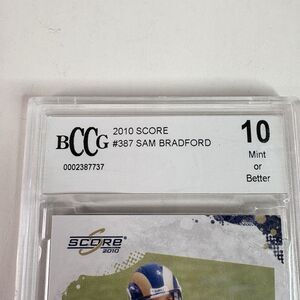 BCCG
0002387737
2010 SCORE
#387 SAM BRADFORD
10
Mint
or
Better
SCORE
2010